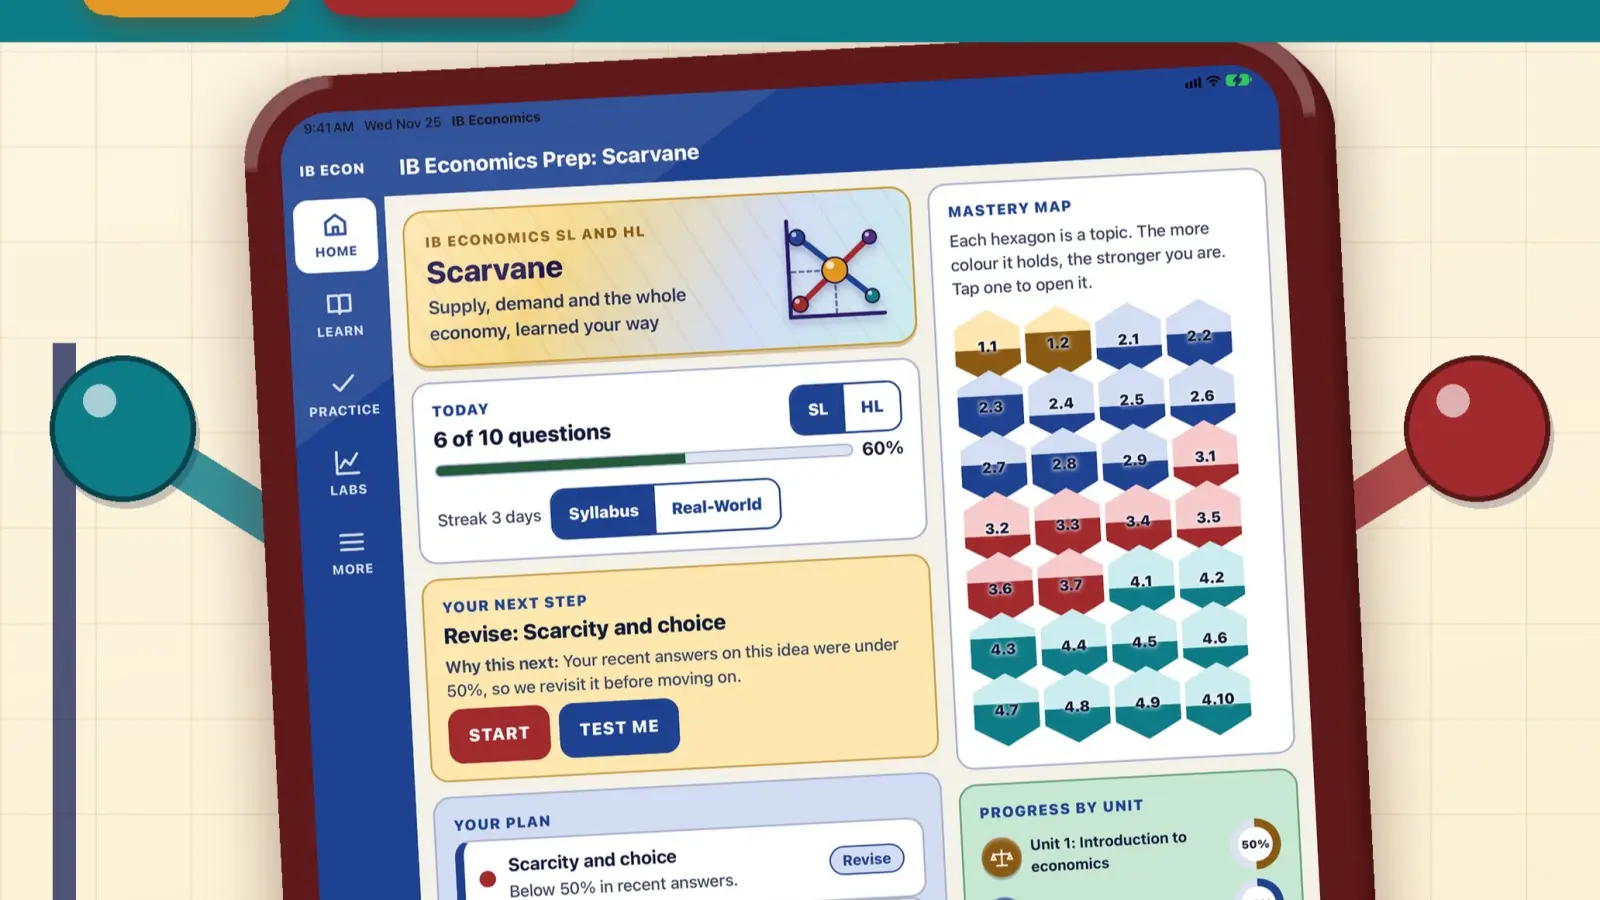 9:41 AM Wed Nov 25 IB Economics
IB ECON
IB Economics Prep: Scarvane
HOME
LEARN
PRACTICE
LABS
MORE
IB ECONOMICS SL AND HL
Scarvane
Supply, demand and the whole
economy, learned your way
TODAY
6 of 10 questions
SL HL
60%
Streak 3 days
Syllabus Real-World
YOUR NEXT STEP
Revise: Scarcity and choice
Why this next: Your recent answers on this idea were under
50%, so we revisit it before moving on.
START TEST ME
YOUR PLAN
Scarcity and choice
Below 50% in recent answers.
Revise
MASTERY MAP
Each hexagon is a topic. The more
colour it holds, the stronger you are.
Tap one to open it.
1.1 1.2 2.1 2.2
2.3 2.4 2.5 2.6
2.7 2.8 2.9 3.1
3.2 3.3 3.4 3.5
3.6 3.7 4.1 4.2
4.3 4.4 4.5 4.6
4.7 4.8 4.9 4.10
PROGRESS BY UNIT
Unit 1: Introduction to
economics
50%